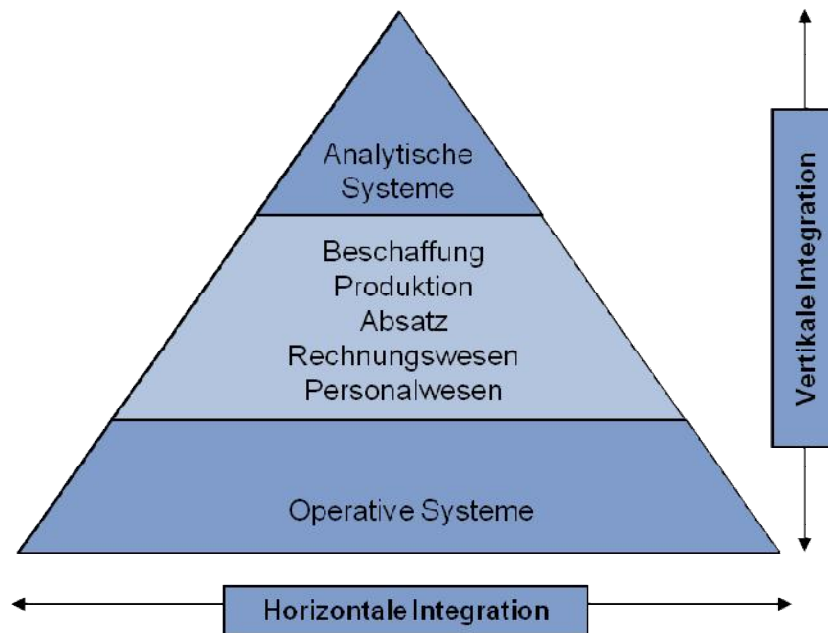 Analytische
Systeme
Beschaffung
Produktion
Absatz
Rechnungswesen
Personalwesen
Operative Systeme
Vertikale Integration
Horizontale Integration